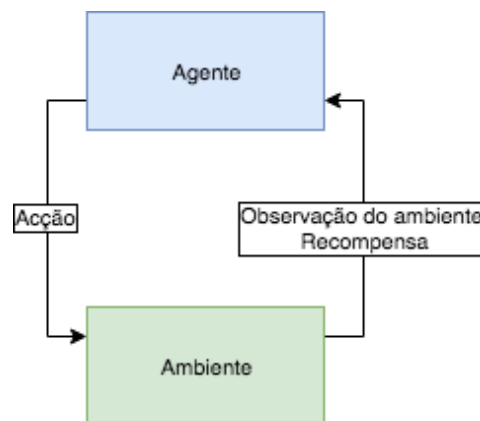 Agente
Acção
Observação do ambiente
Recompensa
Ambiente